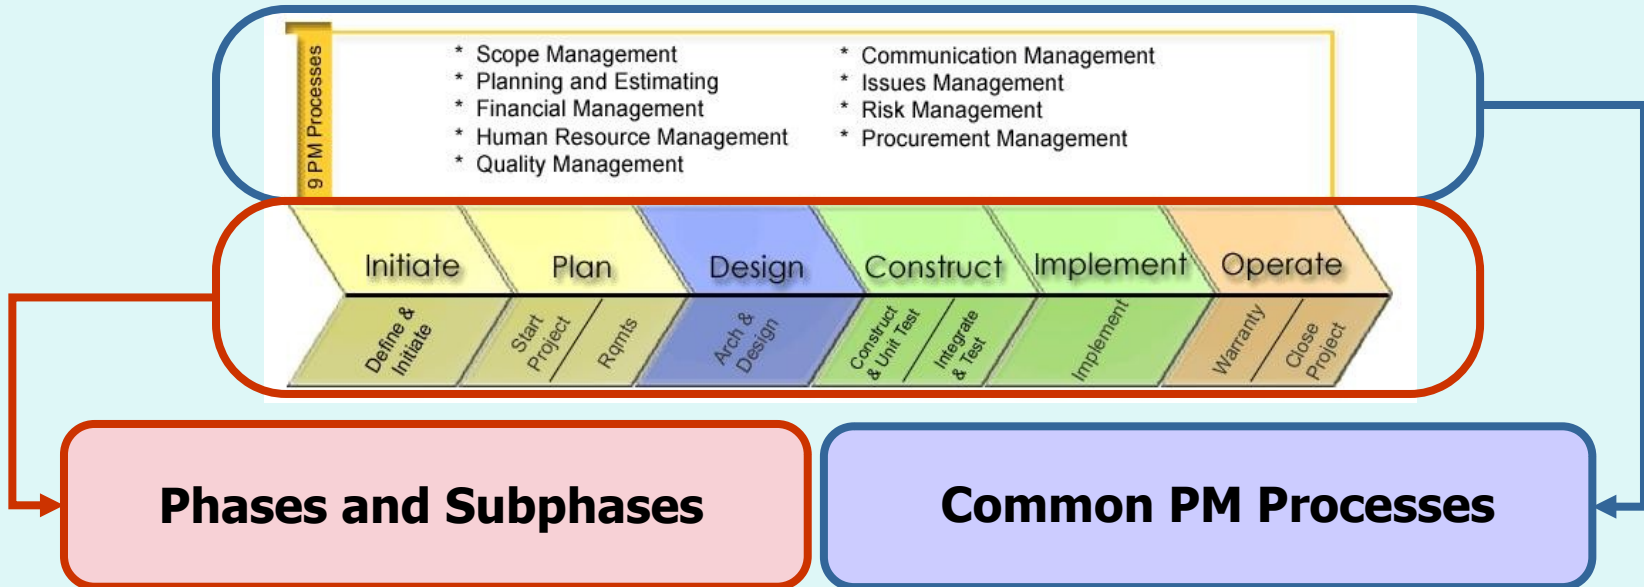 9 PM Processes
* Scope Management
* Planning and Estimating
* Financial Management
* Human Resource Management
* Quality Management
* Communication Management
* Issues Management
* Risk Management
* Procurement Management
Initiate
Plan
Design
Construct
Implement
Operate
Define &
Initiate
Start
Project
Rqmts
Arch &
Design
Construct
& Unit Test
Integrate
& Test
Implement
Warranty
Close
Project
Phases and Subphases
Common PM Processes